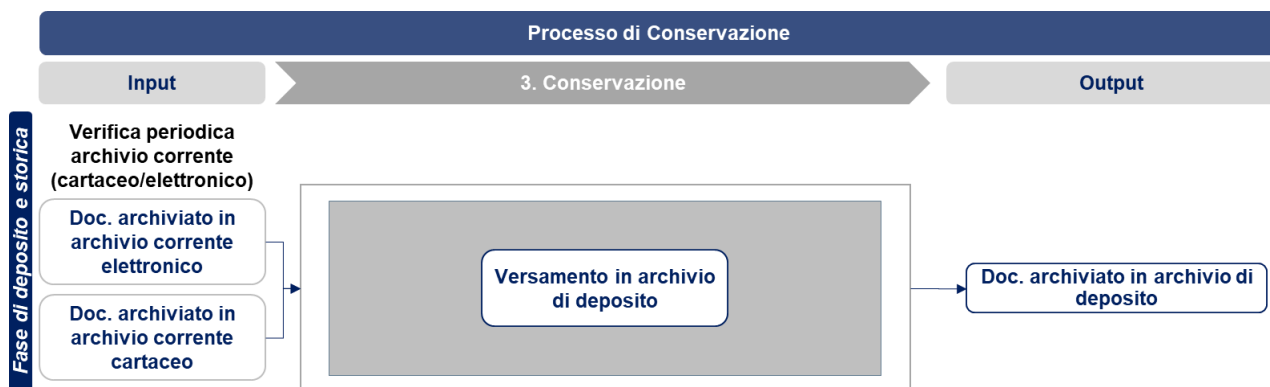 Processo di Conservazione
Input
3. Conservazione
Output
Fase di deposito e storica
Verifica periodica
archivio corrente
(cartaceo/elettronico)
Doc. archiviato in
archivio corrente
elettronico
Doc. archiviato in
archivio corrente
cartaceo
Versamento in archivio
di deposito
Doc. archiviato in archivio di
deposito